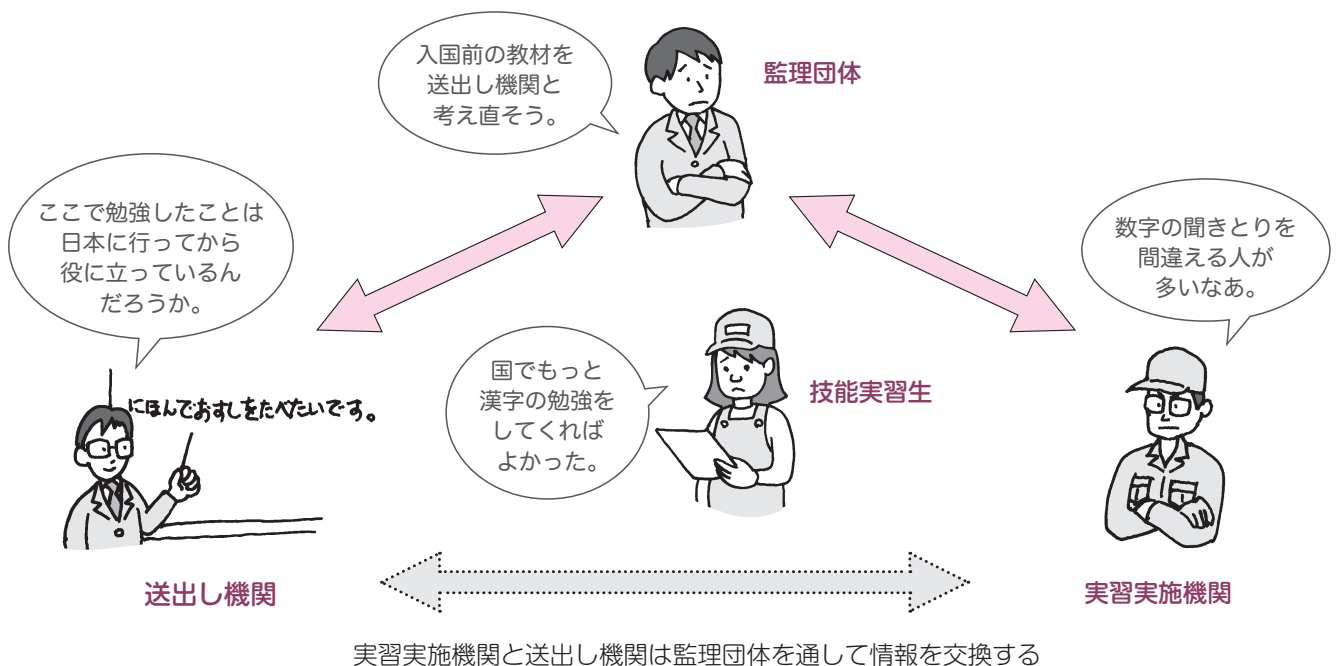 入国前の教材を
送出し機関と
考え直そう。
監理団体
ここで勉強したことは
日本に行ってから
役に立っているん
だろうか。
数字の聞きとりを
間違える人が
多いなあ。
国でもっと
漢字の勉強を
してくれば
よかった。
技能実習生
にほんでおすしをたべたいです。
送出し機関
実習実施機関
実習実施機関と送出し機関は監理団体を通して情報を交換する